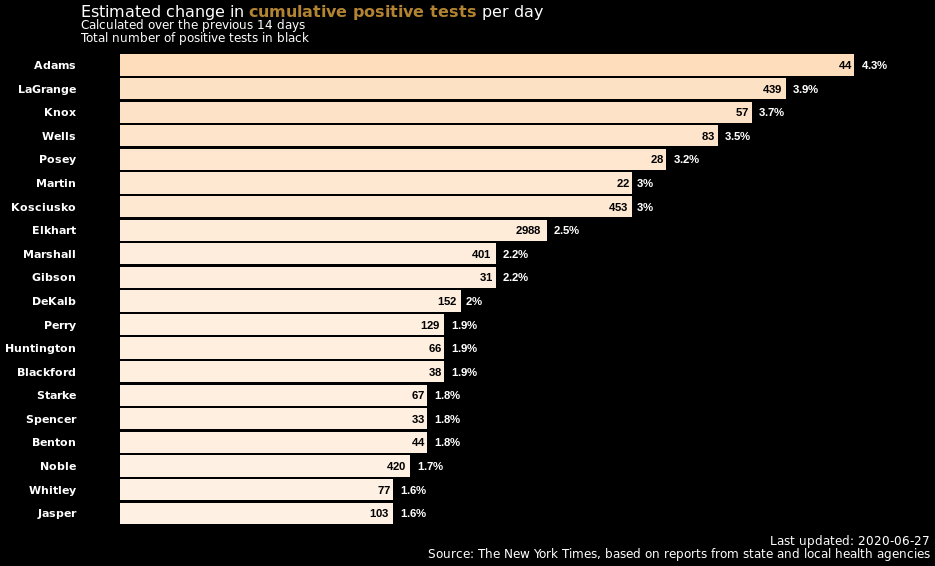 Estimated change in cumulative positive tests per day
Calculated over the previous 14 days
Total number of positive tests in black
Adams 44 4.3%
LaGrange 439 3.9%
Knox 57 3.7%
Wells 83 3.5%
Posey 28 3.2%
Martin 22 3%
Kosciusko 453 3%
Elkhart 2988 2.5%
Marshall 401 2.2%
Gibson 31 2.2%
DeKalb 152 2%
Perry 129 1.9%
Huntington 66 1.9%
Blackford 38 1.9%
Starke 67 1.8%
Spencer 33 1.8%
Benton 44 1.8%
Noble 420 1.7%
Whitley 77 1.6%
Jasper 103 1.6%
Last updated: 2020-06-27
Source: The New York Times, based on reports from state and local health agencies